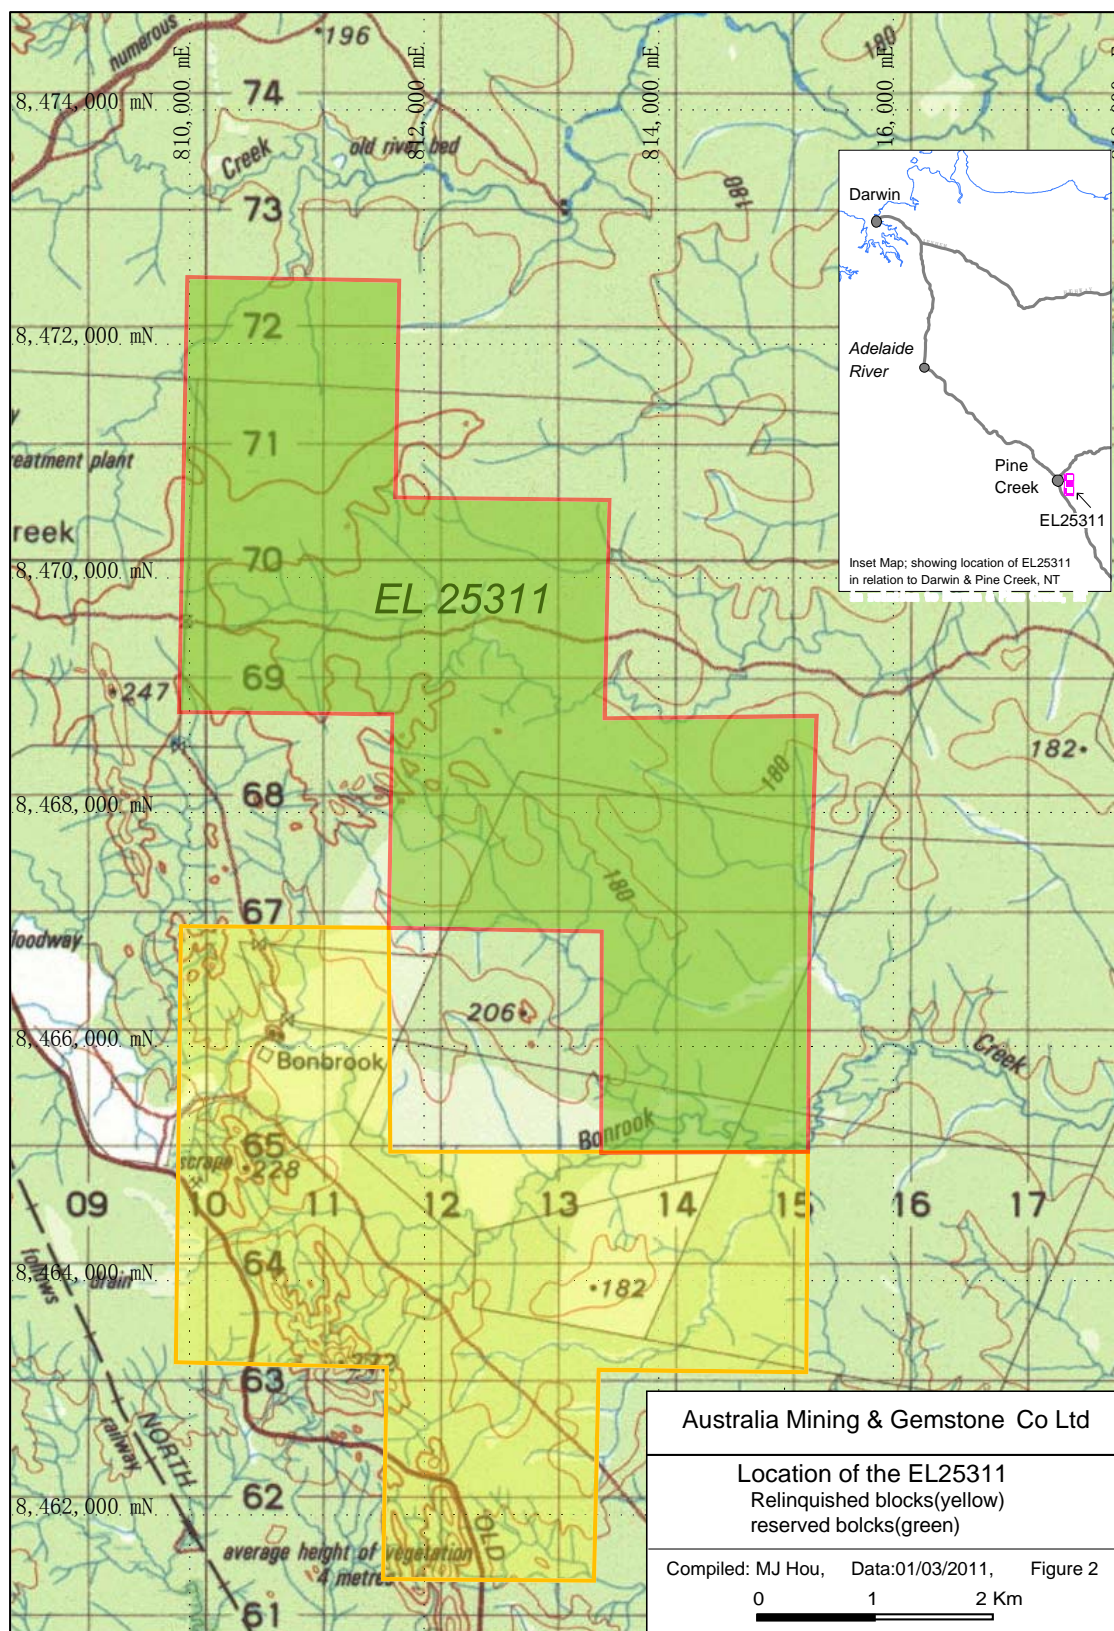 numerous
196
810,000 mE
812,000 mE
814,000 mE
816,000 mE
180
8,474,000 mN
74
Creek
old river bed
73
180
8,472,000 mN
72
71
reatment plant
reek
8,470,000 mN
70
EL 25311
69
247
182
180
8,468,000 mN
68
180
67
loodway
206
8,466,000 mN
Bonbrook
Creek
Bonrook
65
scrape
228
09
10
11
12
13
14
15
16
17
64
8,464,000 mN
follows
drain
182
63
NORTH
railway
62
8,462,000 mN
OLD
average height of vegetation
4 metres
61
Darwin
Adelaide
River
Pine
Creek
EL25311
Inset Map; showing location of EL25311
in relation to Darwin & Pine Creek, NT
Australia Mining & Gemstone Co Ltd
Location of the EL25311
Relinquished blocks(yellow)
reserved bolcks(green)
Compiled: MJ Hou, Data:01/03/2011, Figure 2
0 1 2 Km